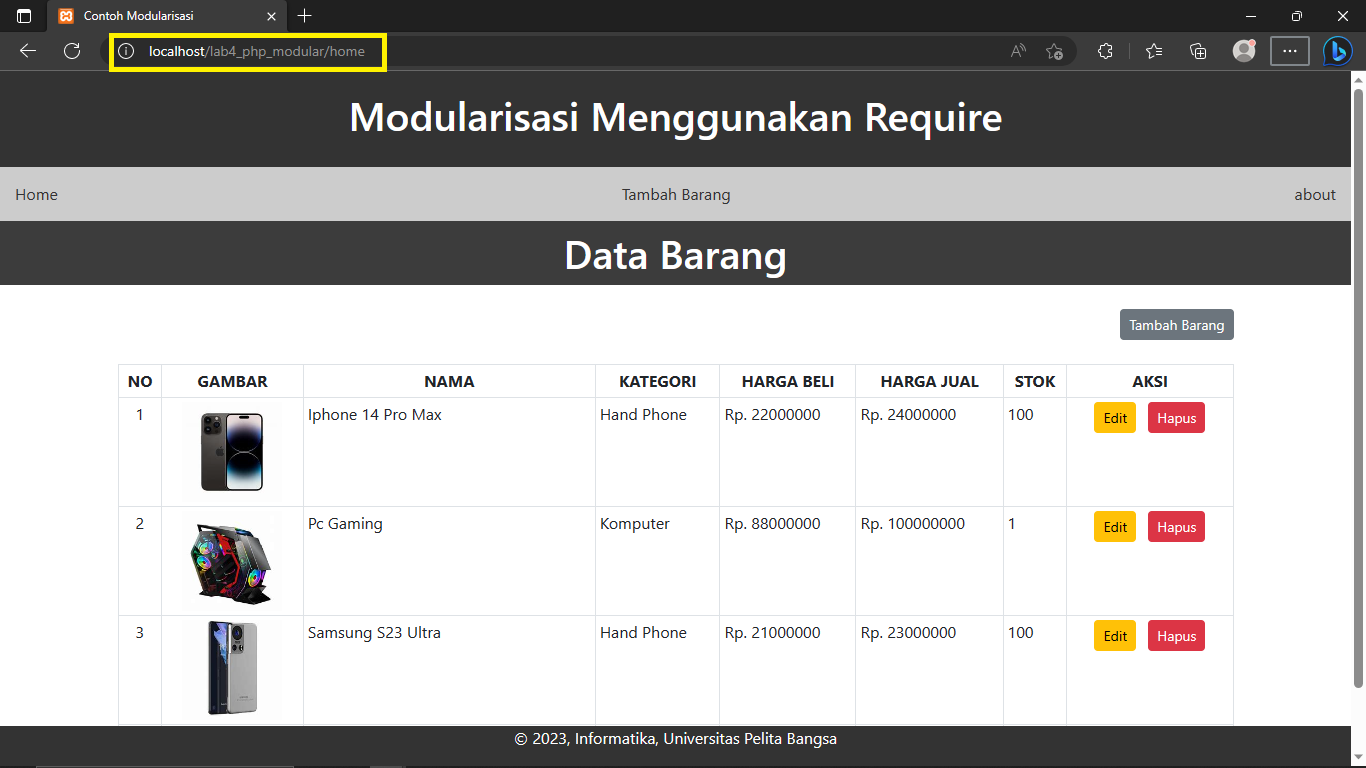 Contoh Modularisasi
localhost/lab4_php_modular/home
Modularisasi Menggunakan Require
Home Tambah Barang about
Data Barang
Tambah Barang
NO GAMBAR NAMA KATEGORI HARGA BELI HARGA JUAL STOK AKSI
1 Iphone 14 Pro Max Hand Phone Rp. 22000000 Rp. 24000000 100 Edit Hapus
2 Pc Gaming Komputer Rp. 88000000 Rp. 100000000 1 Edit Hapus
3 Samsung S23 Ultra Hand Phone Rp. 21000000 Rp. 23000000 100 Edit Hapus
© 2023, Informatika, Universitas Pelita Bangsa